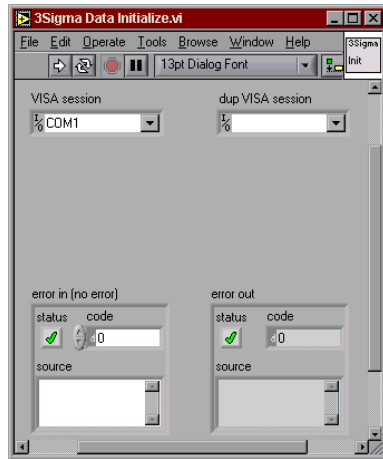 3Sigma Data Initialize.vi
File Edit Operate Tools Browse Window Help
3Sigma
Init
13pt Dialog Font
VISA session
dup VISA session
I/O COM1
I/O
error in (no error)
error out
status code
status code
d 0
d 0
source
source